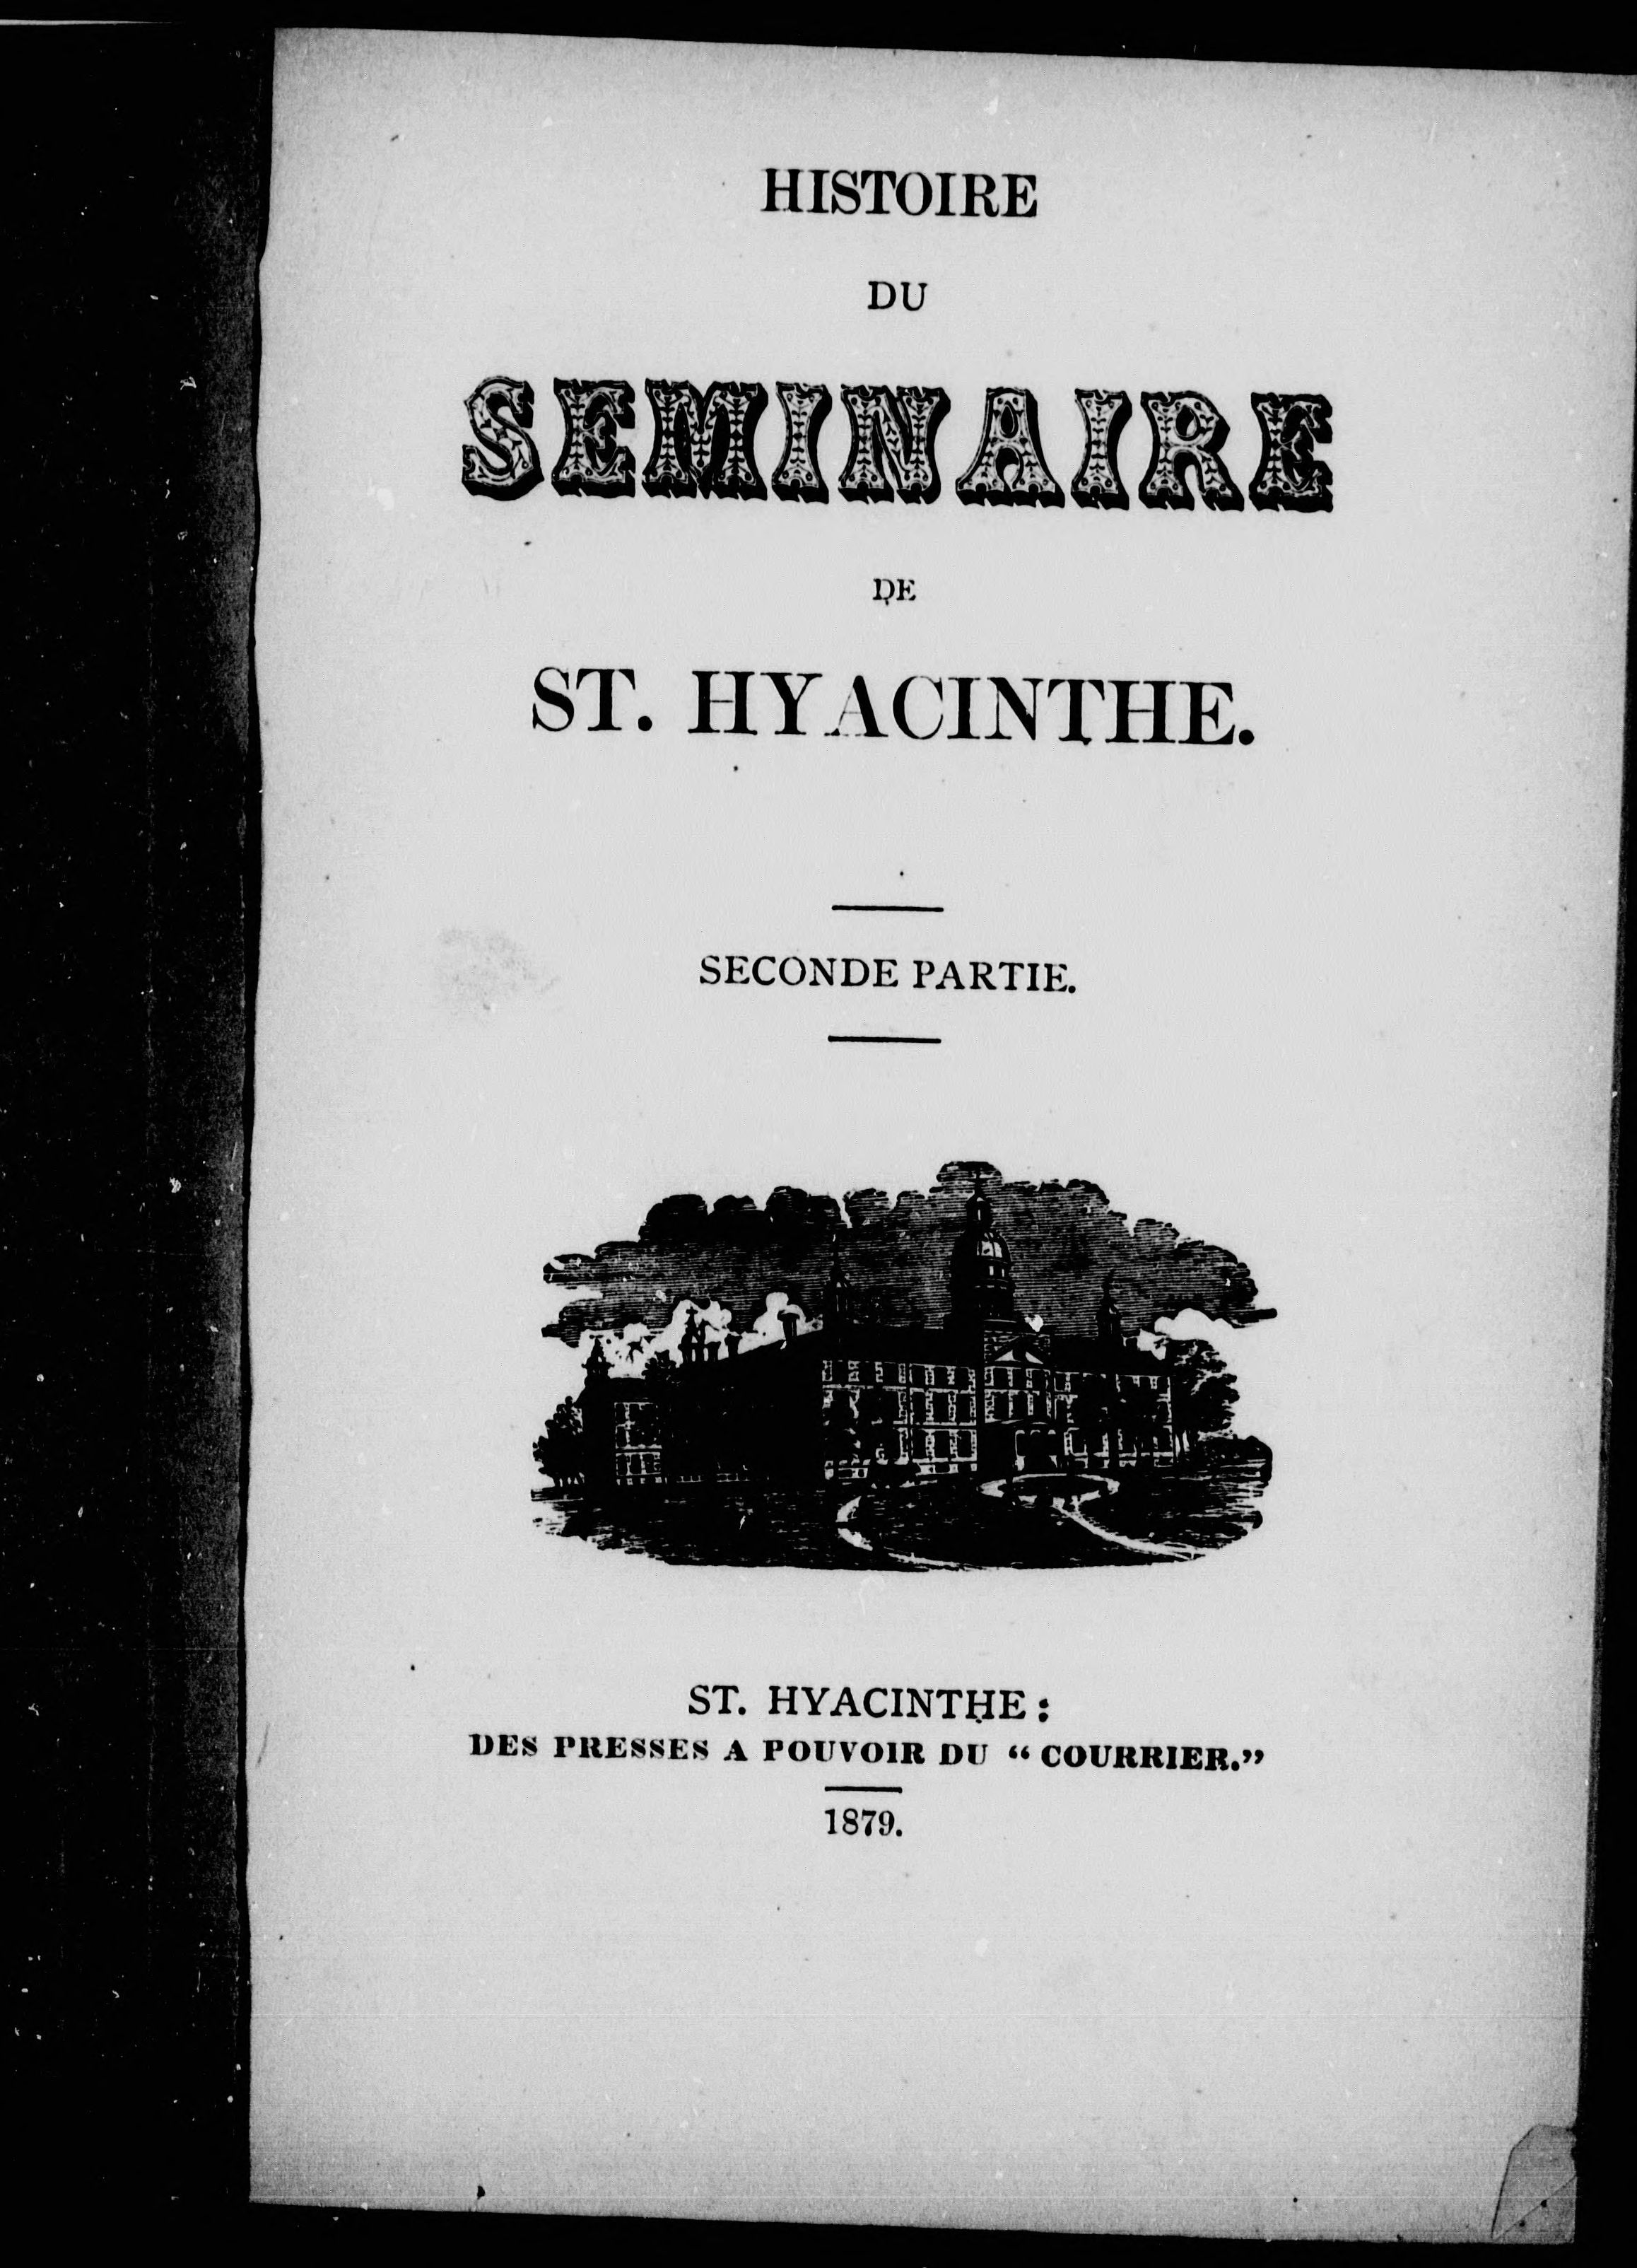 HISTOIRE
DU
SEMINAIRE
DE
ST. HYACINTHE.
SECONDE PARTIE.
ST. HYACINTHE :
DES PRESSES A POUVOIR DU “ COURRIER.”
1879.